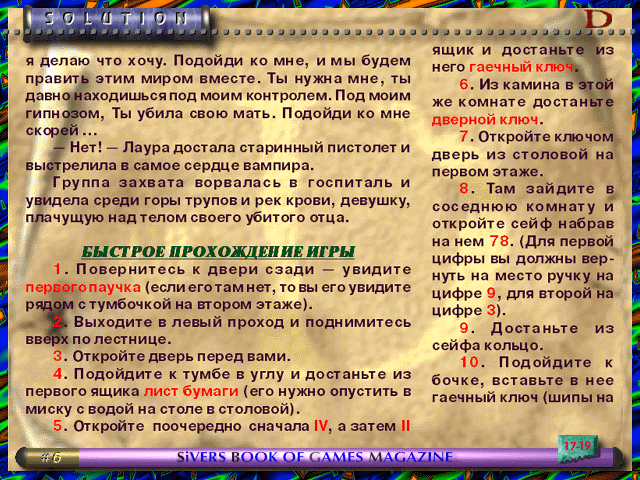 SOLUTION
D
я делаю что хочу. Подойди ко мне, и мы будем
править этим миром вместе. Ты нужна мне, ты
давно находишься под моим контролем. Под моим
гипнозом, Ты убила свою мать. Подойди ко мне
скорей ...
— Нет! — Лаура достала старинный пистолет и
выстрелила в самое сердце вампира.
Группа захвата ворвалась в госпиталь и
увидела среди горы трупов и рек крови, девушку,
плачущую над телом своего убитого отца.
БЫСТРОЕ ПРОХОЖДЕНИЕ ИГРЫ
1. Повернитесь к двери сзади — увидите
первого паучка (если его там нет, то вы его увидите
рядом с тумбочкой на втором этаже).
2. Выходите в левый проход и поднимитесь
вверх по лестнице.
3. Откройте дверь перед вами.
4. Подойдите к тумбе в углу и достаньте из
первого ящика лист бумаги (его нужно опустить в
миску с водой на столе в столовой).
5. Откройте поочередно сначала IV, а затем II
ящик и достаньте из
него гаечный ключ.
6. Из камина в этой
же комнате достаньте
дверной ключ.
7. Откройте ключом
дверь из столовой на
первом этаже.
8. Там зайдите в
соседнюю комнату и
откройте сейф набрав
на нем 78. (Для первой
цифры вы должны вер-
нуть на место ручку на
цифре 9, для второй на
цифре 3).
9. Достаньте из
сейфа кольцо.
10. Подойдите к
бочке, вставьте в нее
гаечный ключ (шипы на
#6
SiVERS BOOK OF GAMES MAGAZINE
17-19